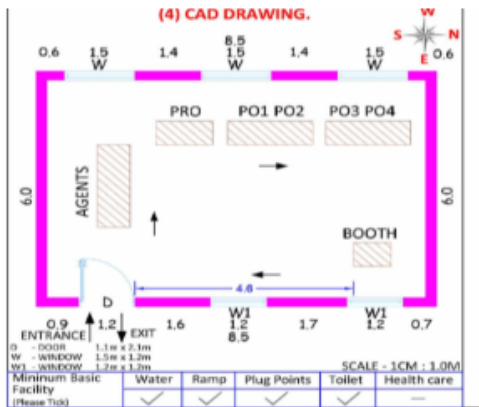 (4) CAD DRAWING.
W
S N
E
8.5
0,6 1.5 1,4 1.5 1,4 1.5 0,6
W W W
PRO PO1 PO2 PO3 PO4
AGENTS
6.0 6.0
BOOTH
4.6
D W1 W1
0,9 1,2 1,6 1.2 1,7 1.2 0,7
8.5
ENTRANCE EXIT
D - DOOR 1.1m x 2.1m
W - WINDOW 1.5m x 1.2m
W1 - WINDOW 1.2m x 1.2m
SCALE - 1CM : 1.0M
Mininum Basic Facility Water Ramp Plug Points Toilet Health care
(Please Tick)